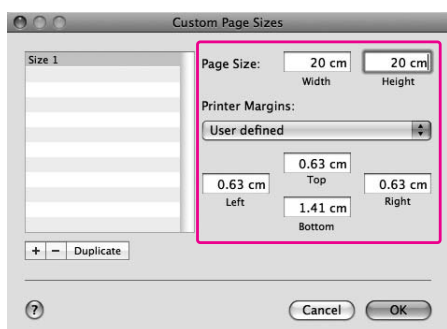 Custom Page Sizes
Size 1
Page Size: 20 cm 20 cm
Width Height
Printer Margins:
User defined
0.63 cm
Top
0.63 cm 0.63 cm
Left Right
1.41 cm
Bottom
+ − Duplicate
? Cancel OK